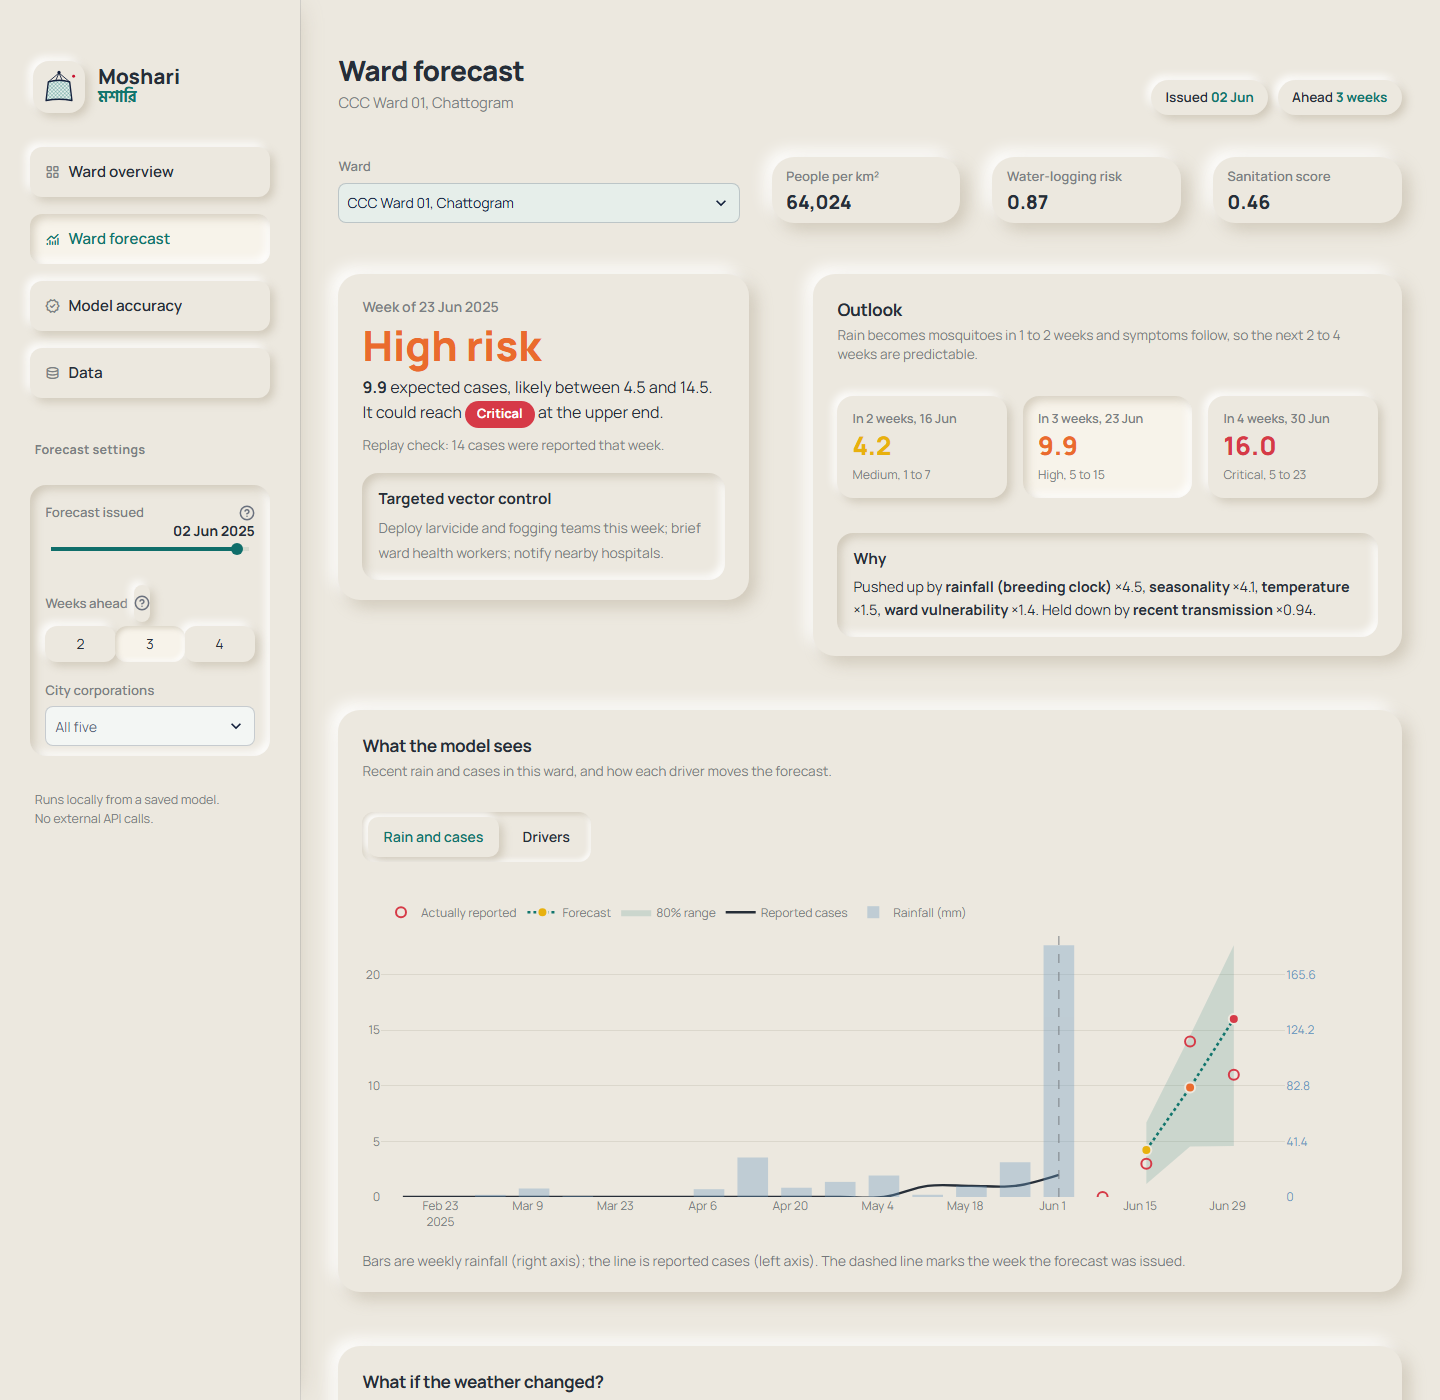 Moshari
মশারি
Ward overview
Ward forecast
Model accuracy
Data
Forecast settings
Forecast issued
02 Jun 2025
Weeks ahead
2 3 4
City corporations
All five
Runs locally from a saved model.
No external API calls.
Ward forecast
CCC Ward 01, Chattogram
Issued 02 Jun
Ahead 3 weeks
Ward
CCC Ward 01, Chattogram
People per km²
64,024
Water-logging risk
0.87
Sanitation score
0.46
Week of 23 Jun 2025
High risk
9.9 expected cases, likely between 4.5 and 14.5.
It could reach Critical at the upper end.
Replay check: 14 cases were reported that week.
Targeted vector control
Deploy larvicide and fogging teams this week; brief
ward health workers; notify nearby hospitals.
Outlook
Rain becomes mosquitoes in 1 to 2 weeks and symptoms follow, so the next 2 to 4
weeks are predictable.
In 2 weeks, 16 Jun
4.2
Medium, 1 to 7
In 3 weeks, 23 Jun
9.9
High, 5 to 15
In 4 weeks, 30 Jun
16.0
Critical, 5 to 23
Why
Pushed up by rainfall (breeding clock) ×4.5, seasonality ×4.1, temperature
×1.5, ward vulnerability ×1.4. Held down by recent transmission ×0.94.
What the model sees
Recent rain and cases in this ward, and how each driver moves the forecast.
Rain and cases
Drivers
Actually reported Forecast 80% range Reported cases Rainfall (mm)
20 165.6
15 124.2
10 82.8
5 41.4
0 0
Feb 23 Mar 9 Mar 23 Apr 6 Apr 20 May 4 May 18 Jun 1 Jun 15 Jun 29
2025
Bars are weekly rainfall (right axis); the line is reported cases (left axis). The dashed line marks the week the forecast was issued.
What if the weather changed?